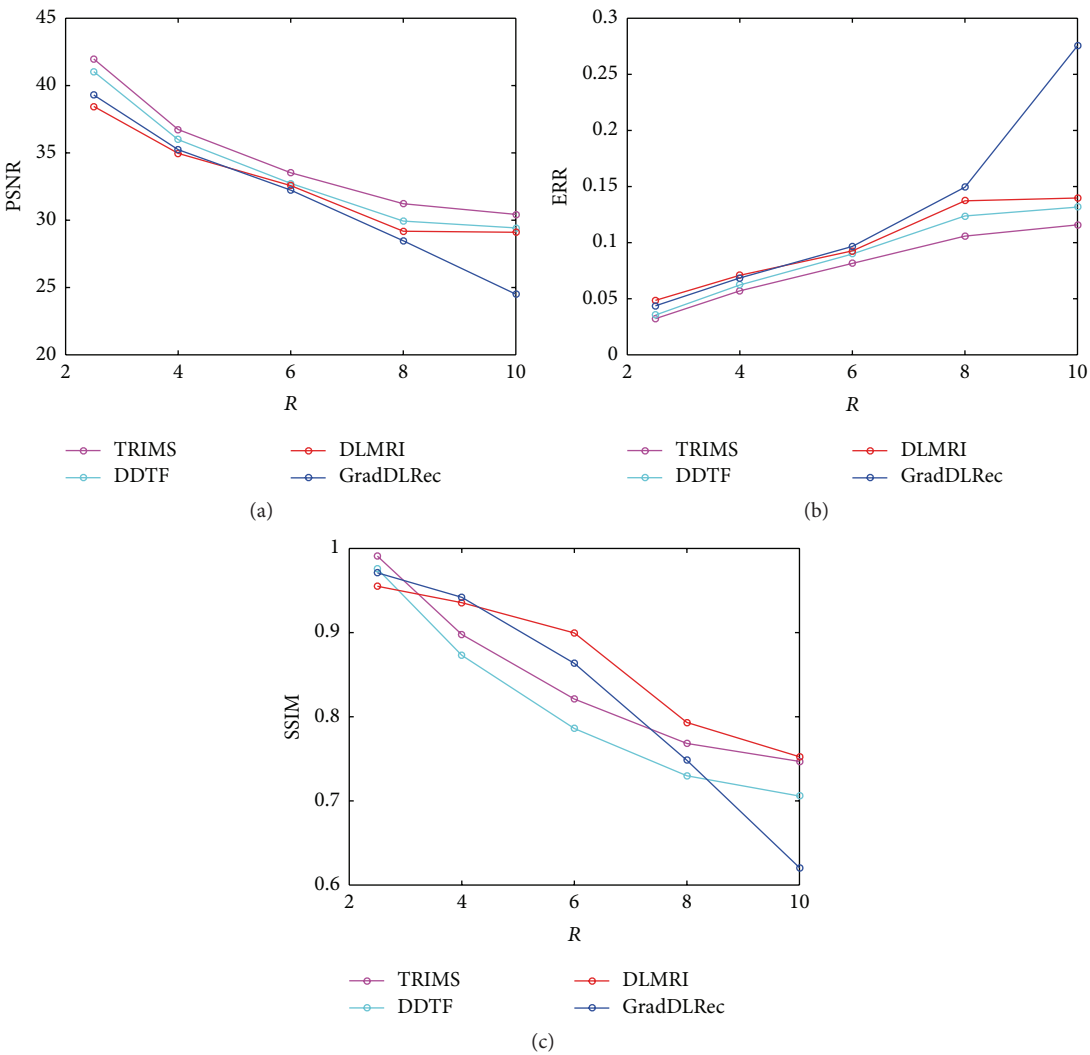 45
40
35
30
25
20
PSNR
2 4 6 8 10
R
TRIMS
DDTF
DLMRI
GradDLRec
(a)
0.3
0.25
0.2
0.15
0.1
0.05
0
ERR
2 4 6 8 10
R
TRIMS
DDTF
DLMRI
GradDLRec
(b)
1
0.9
0.8
0.7
0.6
SSIM
2 4 6 8 10
R
TRIMS
DDTF
DLMRI
GradDLRec
(c)